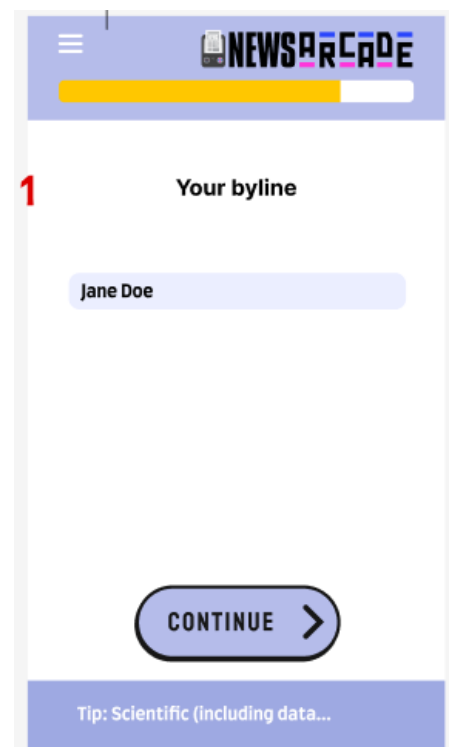 NEWSARCADE
1
Your byline
Jane Doe
CONTINUE
Tip: Scientific (including data...